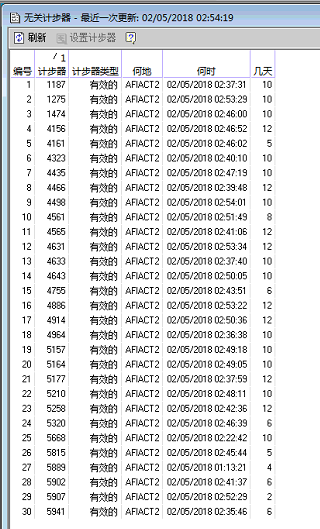 无关计步器 - 最近一次更新: 02/05/2018 02:54:19
刷新 设置计步器
/ 1
编号 计步器 计步器类型 何地 何时 几天
1 1187 有效的 AFIACT2 02/05/2018 02:37:31 10
2 1275 有效的 AFIACT2 02/05/2018 02:53:29 10
3 1474 有效的 AFIACT2 02/05/2018 02:46:00 10
4 4156 有效的 AFIACT2 02/05/2018 02:46:52 12
5 4161 有效的 AFIACT2 02/05/2018 02:46:02 5
6 4323 有效的 AFIACT2 02/05/2018 02:40:10 10
7 4435 有效的 AFIACT2 02/05/2018 02:47:19 10
8 4466 有效的 AFIACT2 02/05/2018 02:39:48 12
9 4498 有效的 AFIACT2 02/05/2018 02:54:01 10
10 4561 有效的 AFIACT2 02/05/2018 02:51:49 8
11 4565 有效的 AFIACT2 02/05/2018 02:41:06 12
12 4631 有效的 AFIACT2 02/05/2018 02:53:34 12
13 4633 有效的 AFIACT2 02/05/2018 02:37:40 10
14 4643 有效的 AFIACT2 02/05/2018 02:50:05 10
15 4755 有效的 AFIACT2 02/05/2018 02:43:51 6
16 4886 有效的 AFIACT2 02/05/2018 02:53:22 12
17 4914 有效的 AFIACT2 02/05/2018 02:50:36 12
18 4964 有效的 AFIACT2 02/05/2018 02:36:38 10
19 5157 有效的 AFIACT2 02/05/2018 02:49:18 10
20 5164 有效的 AFIACT2 02/05/2018 02:49:05 10
21 5177 有效的 AFIACT2 02/05/2018 02:37:59 12
22 5210 有效的 AFIACT2 02/05/2018 02:48:11 10
23 5258 有效的 AFIACT2 02/05/2018 02:42:36 12
24 5320 有效的 AFIACT2 02/05/2018 02:46:39 6
25 5668 有效的 AFIACT2 02/05/2018 02:22:42 10
26 5815 有效的 AFIACT2 02/05/2018 02:45:44 5
27 5889 有效的 AFIACT2 02/05/2018 01:13:21 4
28 5902 有效的 AFIACT2 02/05/2018 02:41:37 6
29 5907 有效的 AFIACT2 02/05/2018 02:52:29 2
30 5941 有效的 AFIACT2 02/05/2018 02:35:46 6